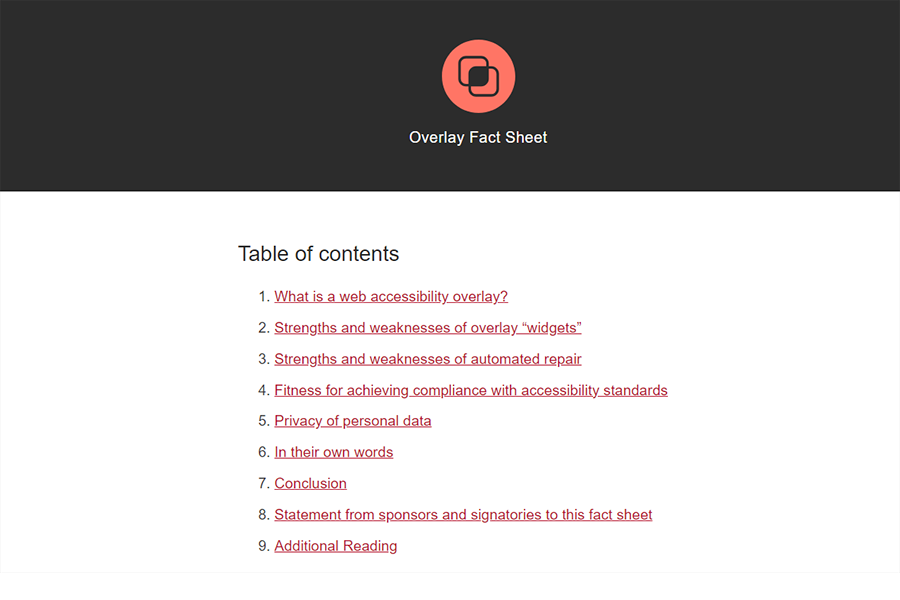 Overlay Fact Sheet
Table of contents
1. What is a web accessibility overlay?
2. Strengths and weaknesses of overlay “widgets”
3. Strengths and weaknesses of automated repair
4. Fitness for achieving compliance with accessibility standards
5. Privacy of personal data
6. In their own words
7. Conclusion
8. Statement from sponsors and signatories to this fact sheet
9. Additional Reading